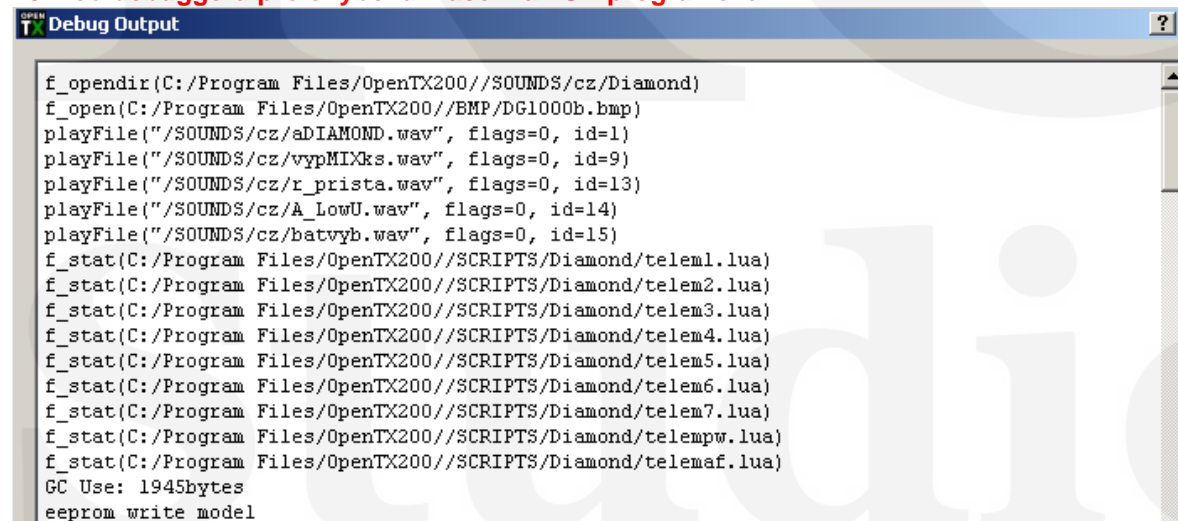 OPEN TX Debug Output ?
f_opendir(C:/Program Files/OpenTX200//SOUNDS/cz/Diamond)
f_open(C:/Program Files/OpenTX200//BMP/DG1000b.bmp)
playFile("/SOUNDS/cz/aDIAMOND.wav", flags=0, id=1)
playFile("/SOUNDS/cz/vypMIXks.wav", flags=0, id=9)
playFile("/SOUNDS/cz/r_prista.wav", flags=0, id=13)
playFile("/SOUNDS/cz/A_LowU.wav", flags=0, id=14)
playFile("/SOUNDS/cz/batvyb.wav", flags=0, id=15)
f_stat(C:/Program Files/OpenTX200//SCRIPTS/Diamond/telem1.lua)
f_stat(C:/Program Files/OpenTX200//SCRIPTS/Diamond/telem2.lua)
f_stat(C:/Program Files/OpenTX200//SCRIPTS/Diamond/telem3.lua)
f_stat(C:/Program Files/OpenTX200//SCRIPTS/Diamond/telem4.lua)
f_stat(C:/Program Files/OpenTX200//SCRIPTS/Diamond/telem5.lua)
f_stat(C:/Program Files/OpenTX200//SCRIPTS/Diamond/telem6.lua)
f_stat(C:/Program Files/OpenTX200//SCRIPTS/Diamond/telem7.lua)
f_stat(C:/Program Files/OpenTX200//SCRIPTS/Diamond/telempw.lua)
f_stat(C:/Program Files/OpenTX200//SCRIPTS/Diamond/telemaf.lua)
GC Use: 1945bytes
eeprom write model